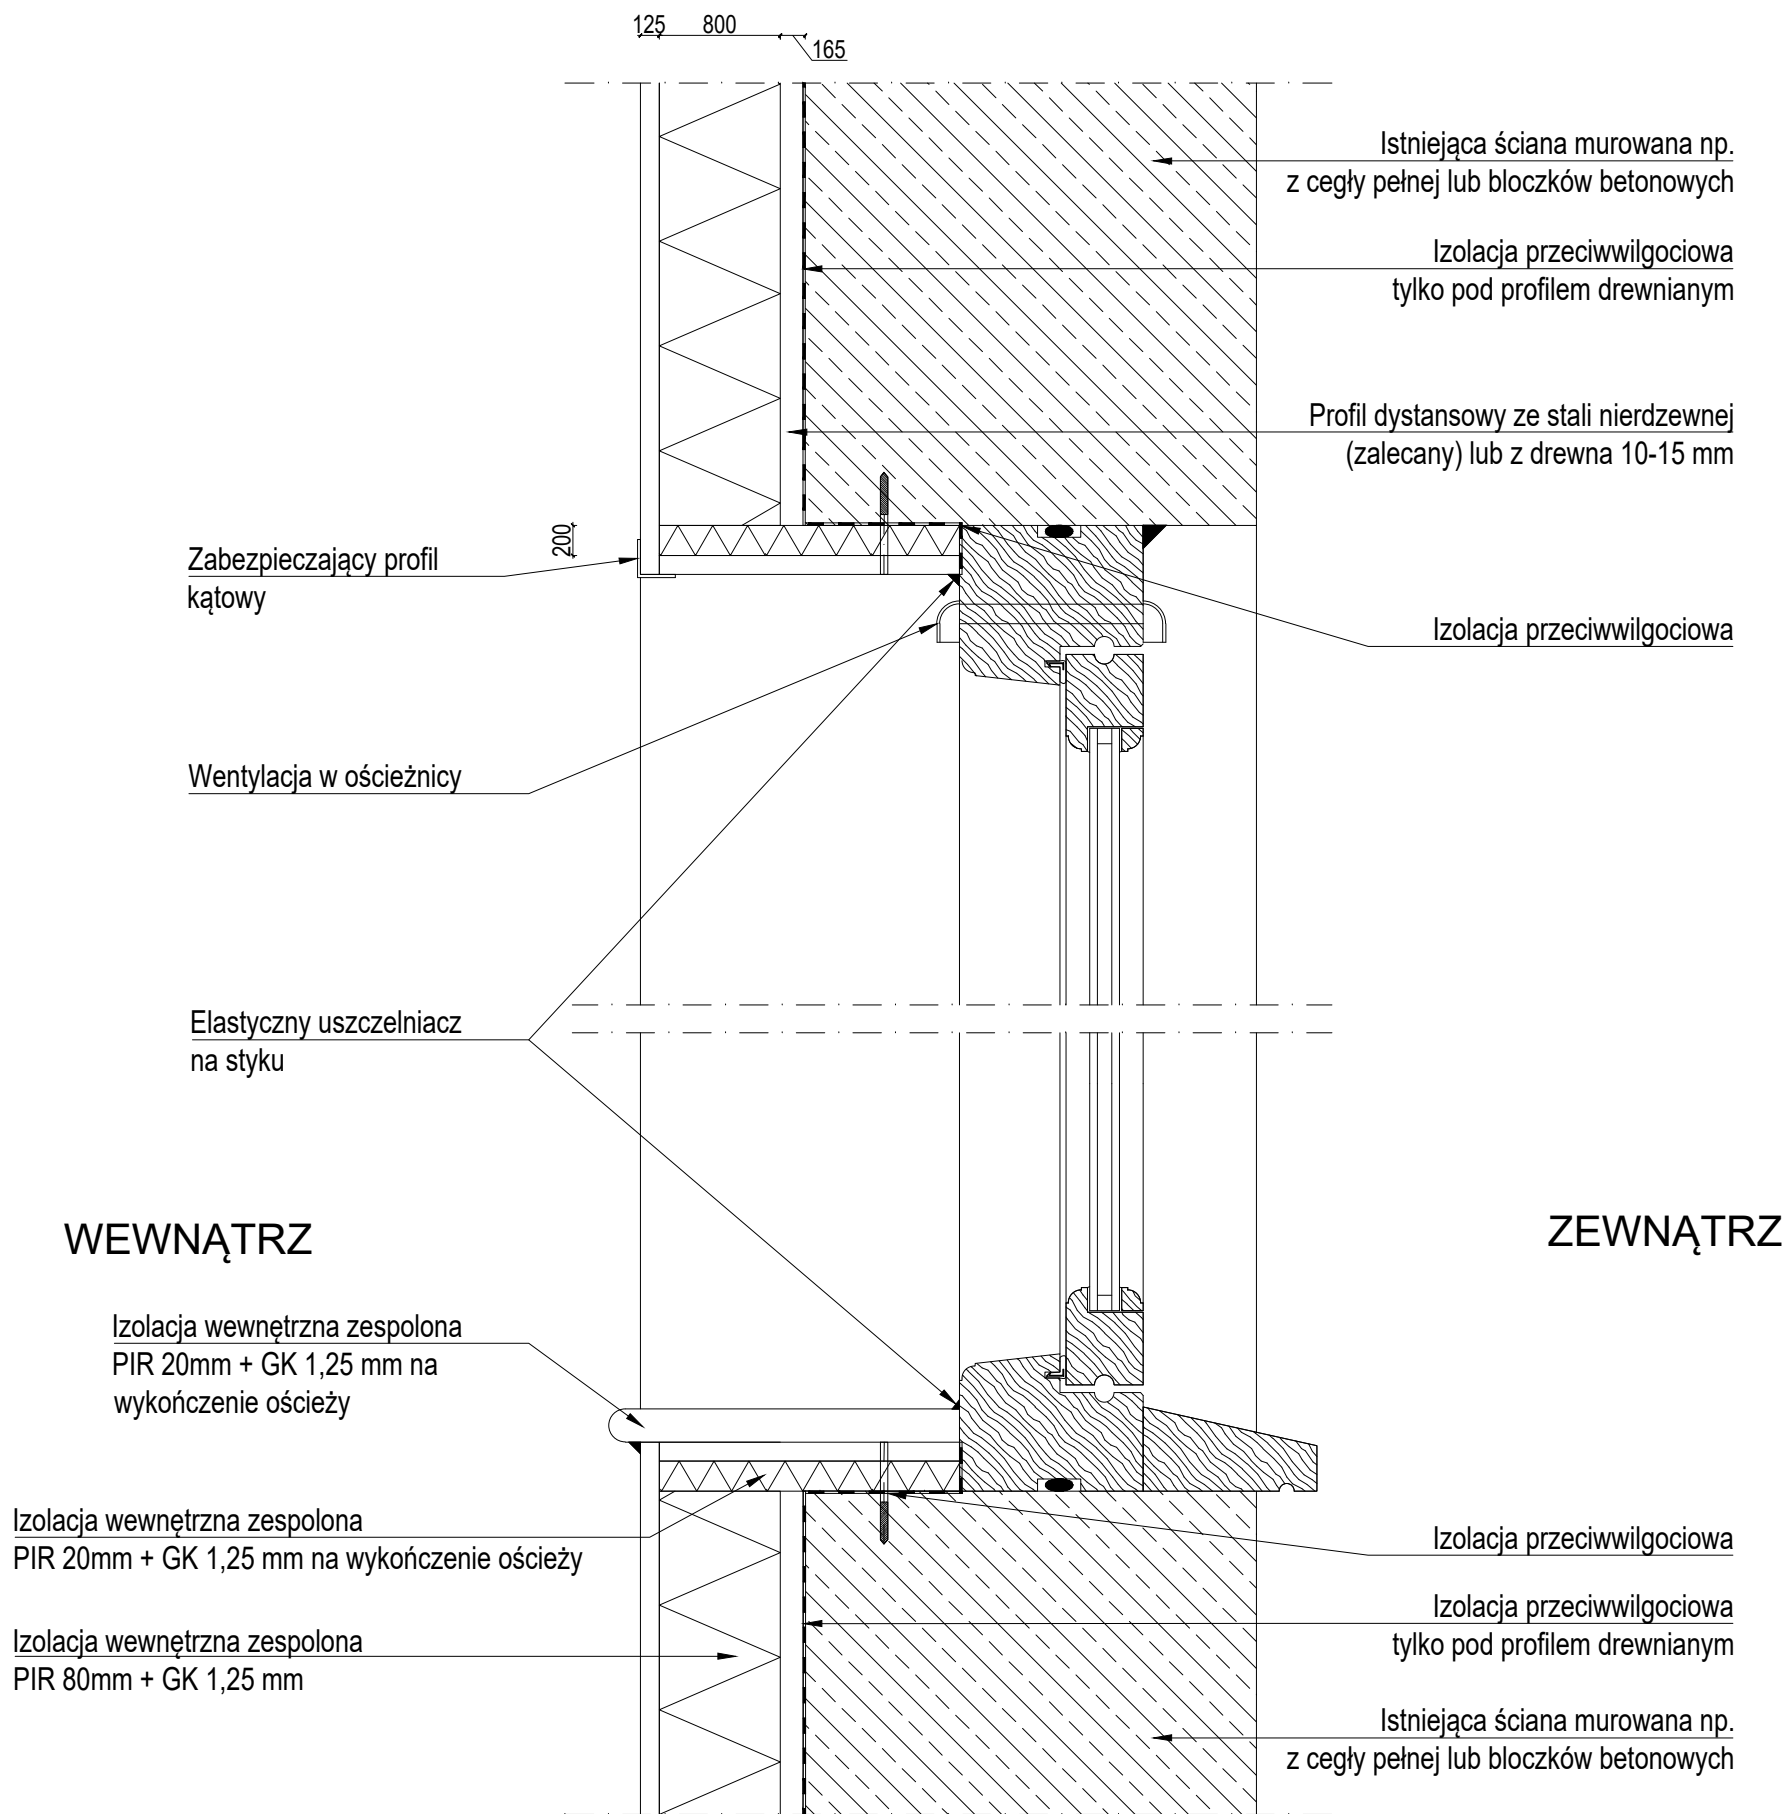 125
800
165
Istniejąca ściana murowana np.
z cegły pełnej lub bloczków betonowych
Izolacja przeciwwilgociowa
tylko pod profilem drewnianym
Profil dystansowy ze stali nierdzewnej
(zalecany) lub z drewna 10-15 mm
200
Zabezpieczający profil
kątowy
Izolacja przeciwwilgociowa
Wentylacja w ościeżnicy
Elastyczny uszczelniacz
na styku
WEWNĄTRZ
ZEWNĄTRZ
Izolacja wewnętrzna zespolona
PIR 20mm + GK 1,25 mm na
wykończenie ościeży
Izolacja wewnętrzna zespolona
PIR 20mm + GK 1,25 mm na wykończenie ościeży
Izolacja przeciwwilgociowa
Izolacja przeciwwilgociowa
tylko pod profilem drewnianym
Izolacja wewnętrzna zespolona
PIR 80mm + GK 1,25 mm
Istniejąca ściana murowana np.
z cegły pełnej lub bloczków betonowych